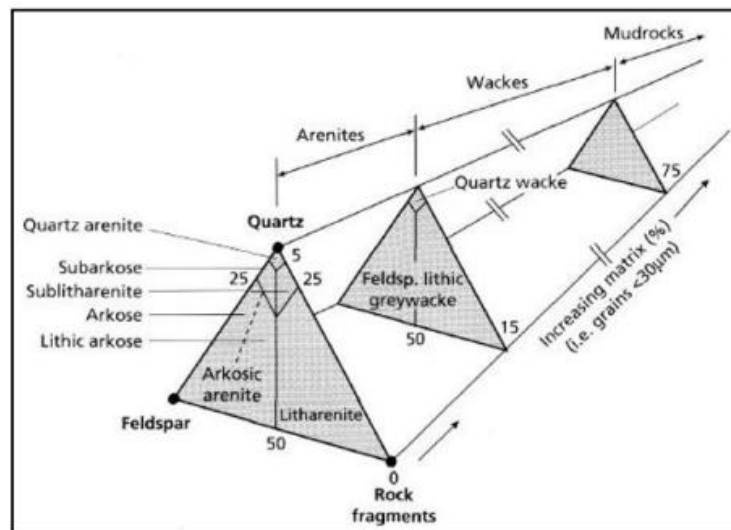 Mudrocks
Wackes
Arenites
Quartz wacke
75
Quartz
Quartz arenite
5
Subarkose
25
25
Sublitharenite
Feldsp. lithic
greywacke
Arkose
Lithic arkose
50
15
Increasing matrix (%)
(i.e. grains <30μm)
Arkosic
arenite
Litharenite
Feldspar
50
0
Rock
fragments